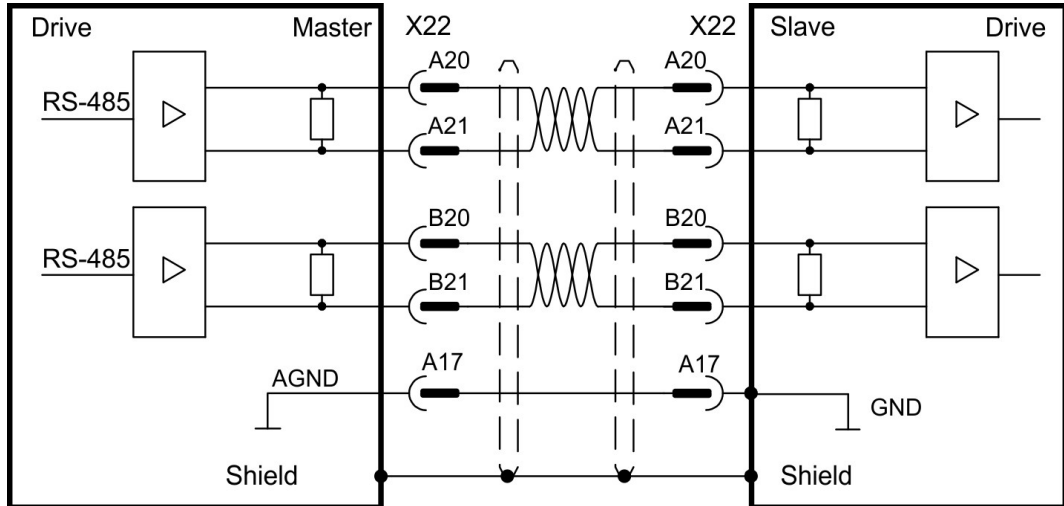 Drive Master X22 X22 Slave Drive
A20 A20
RS-485
A21 A21
B20 B20
RS-485
B21 B21
A17 A17
AGND
GND
Shield Shield